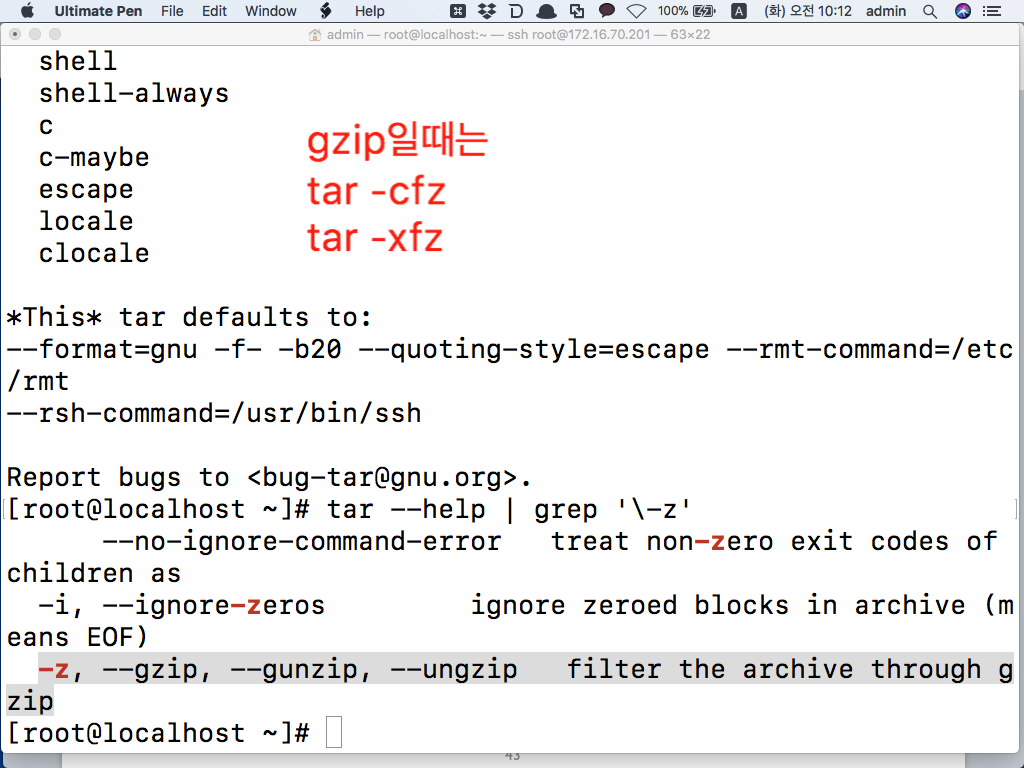 Ultimate Pen File Edit Window Help 100% A (화) 오전 10:12 admin
admin — root@localhost:~ — ssh root@172.16.70.201 — 63×22
shell
shell-always
c
c-maybe
escape
locale
clocale
gzip일때는
tar -cfz
tar -xfz
*This* tar defaults to:
--format=gnu -f- -b20 --quoting-style=escape --rmt-command=/etc
/rmt
--rsh-command=/usr/bin/ssh
Report bugs to <bug-tar@gnu.org>.
[root@localhost ~]# tar --help | grep '\-z'
--no-ignore-command-error treat non-zero exit codes of
children as
-i, --ignore-zeros ignore zeroed blocks in archive (m
eans EOF)
-z, --gzip, --gunzip, --ungzip filter the archive through g
zip
[root@localhost ~]#
43